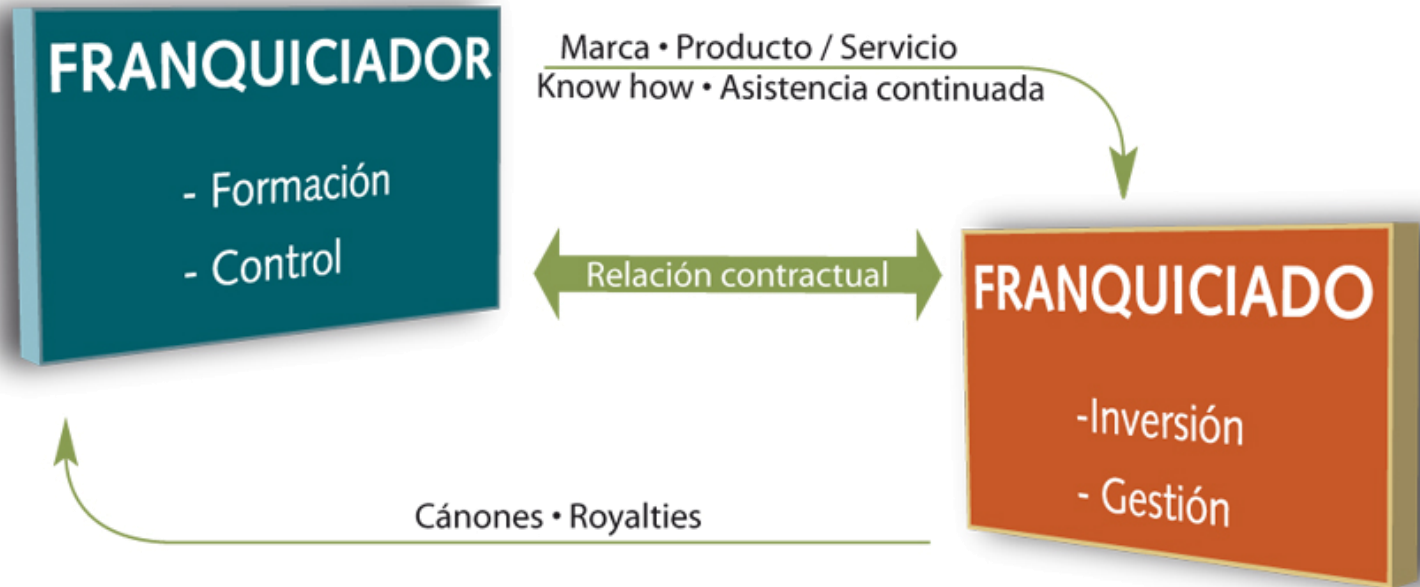 FRANQUICIADOR
- Formación
- Control
Marca • Producto / Servicio
Know how • Asistencia continuada
Relación contractual
FRANQUICIADO
-Inversión
- Gestión
Cánones • Royalties